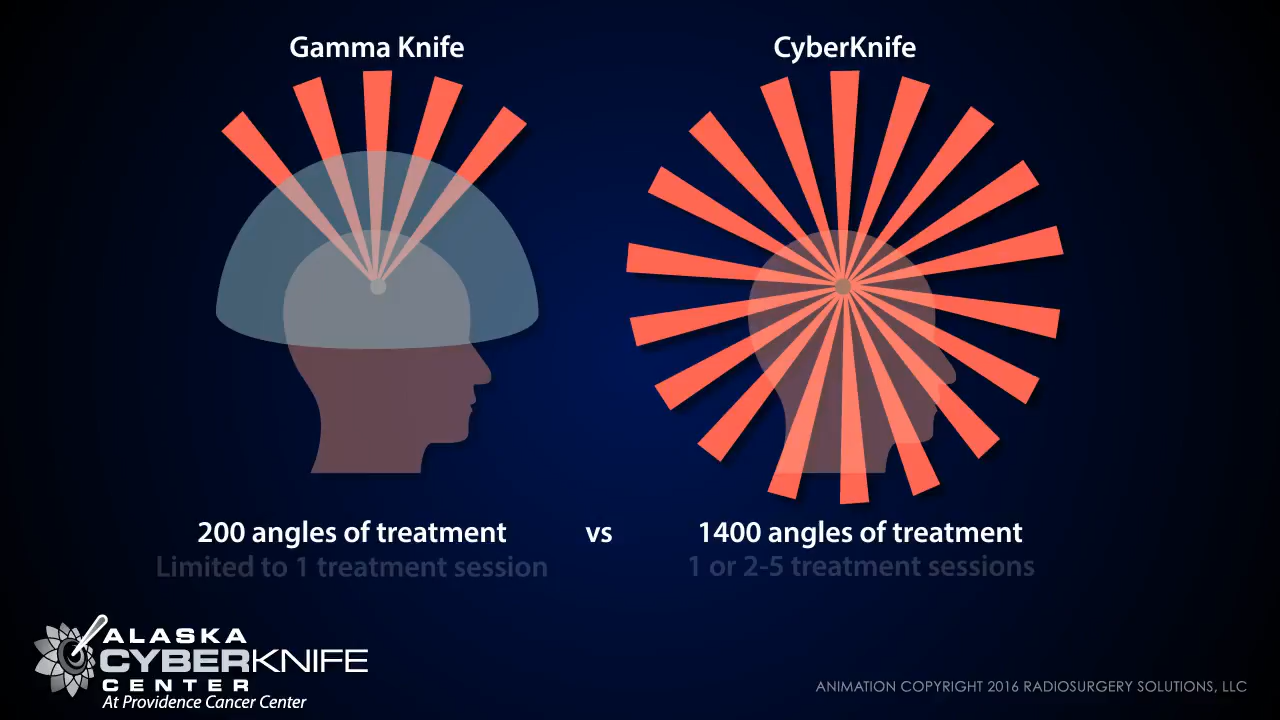 Gamma Knife
CyberKnife
200 angles of treatment
vs
1400 angles of treatment
Limited to 1 treatment session
1 or 2-5 treatment sessions
ALASKA
CYBERKNIFE
CENTER
At Providence Cancer Center
ANIMATION COPYRIGHT 2016 RADIOSURGERY SOLUTIONS, LLC